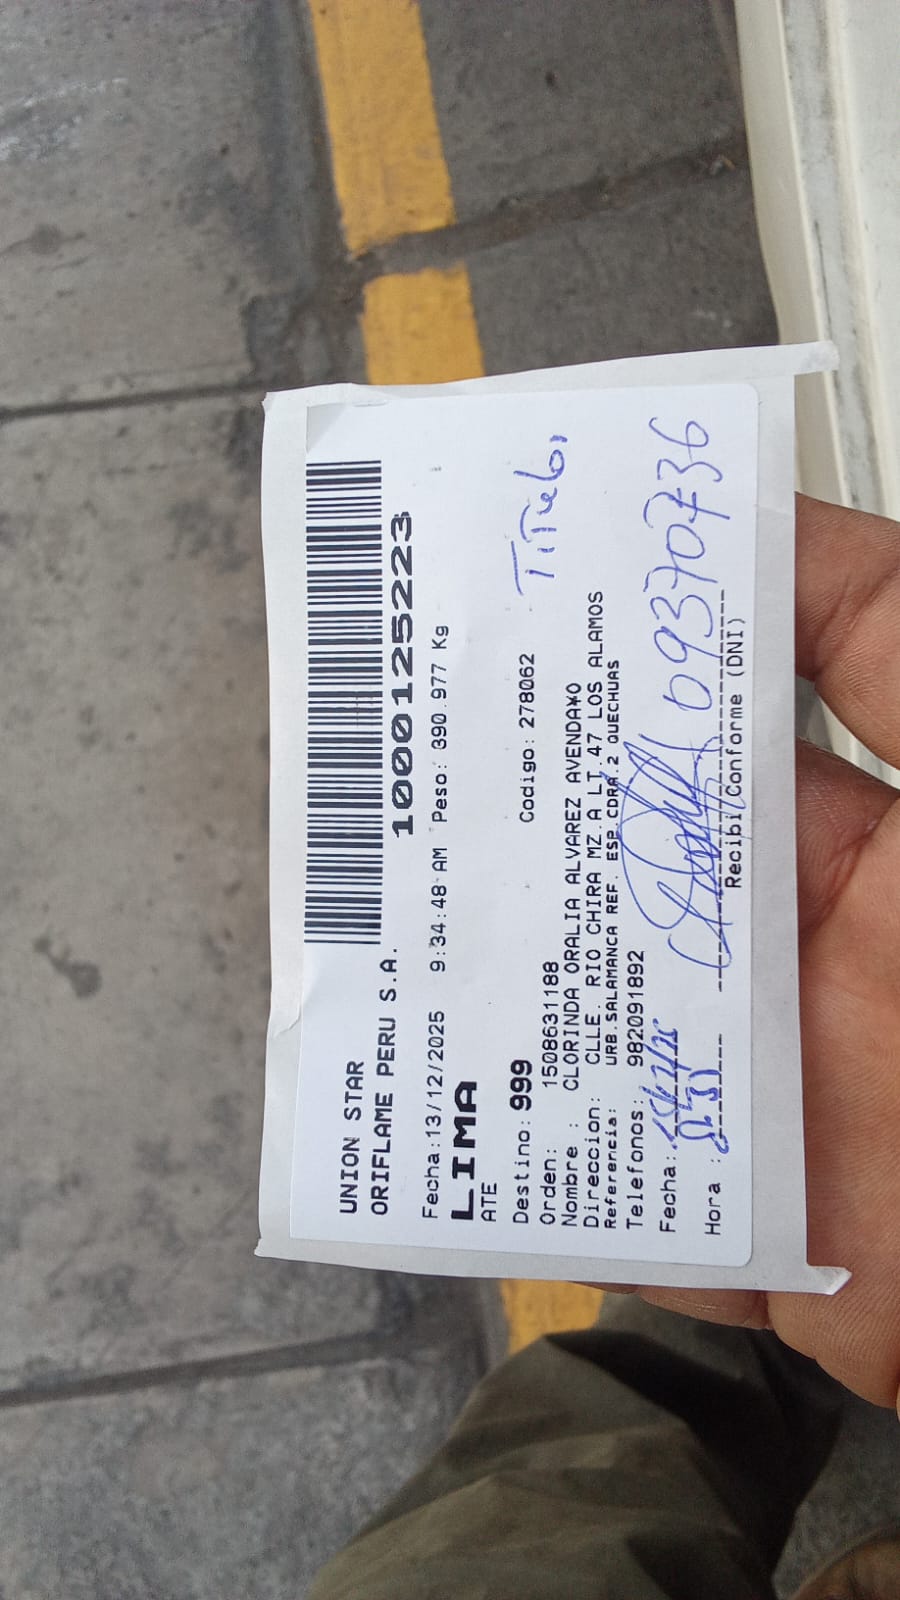 UNION STAR
ORIFLAME PERU S.A.
1000125223
Fecha:13/12/2025 9:34:48 AM Peso: 390.977 Kg
LIMA
ATE
Destino: 999 Codigo: 278062
Titular
Orden: 1508631188
Nombre : CLORINDA ORALIA ALVAREZ AVENDA¥O
Direccion: CLLE. RIO CHIRA MZ.A LT.47 LOS ALAMOS
Referencia: URB.SALAMANCA REF. ESP.CDRA.2 QUECHUAS
Telefonos: 982091892
Fecha:
09370736
Hora :
Recibi Conforme (DNI)